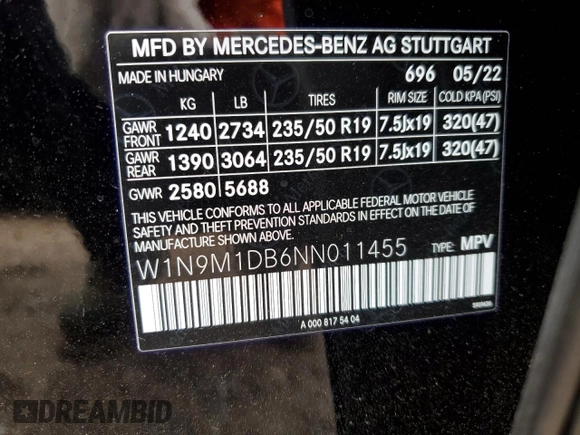 MFD BY MERCEDES-BENZ AG STUTTGART
MADE IN HUNGARY 696 05/22
KG LB TIRES RIM SIZE COLD KPA(PSI)
GAWR FRONT 1240 2734 235/50 R19 7.5Jx19 320(47)
GAWR REAR 1390 3064 235/50 R19 7.5Jx19 320(47)
GVWR 2580 5688
THIS VEHICLE CONFORMS TO ALL APPLICABLE FEDERAL MOTOR VEHICLE
SAFETY AND THEFT PREVENTION STANDARDS IN EFFECT ON THE DATE OF
MANUFACTURE SHOWN ABOVE.
W1N9M1DB6NN011455 TYPE: MPV
A 000 817 54 04
DREAMBID